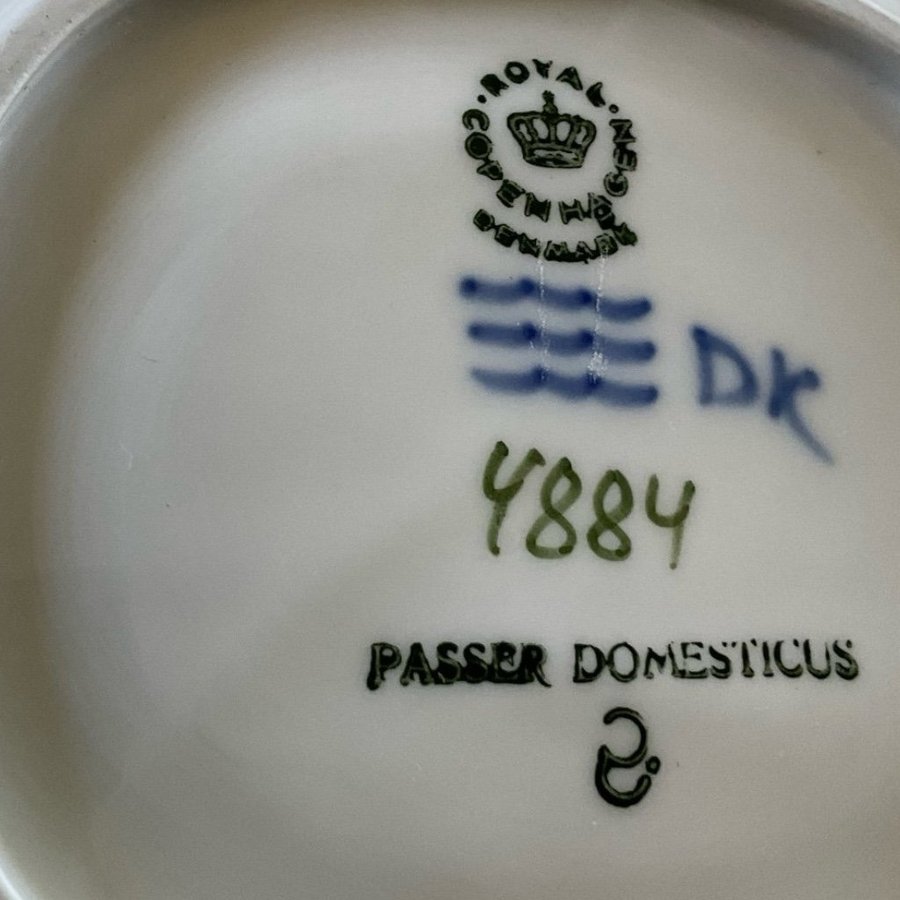 ROYAL
COPENHAGEN
DENMARK
DK
4884
PASSER DOMESTICUS